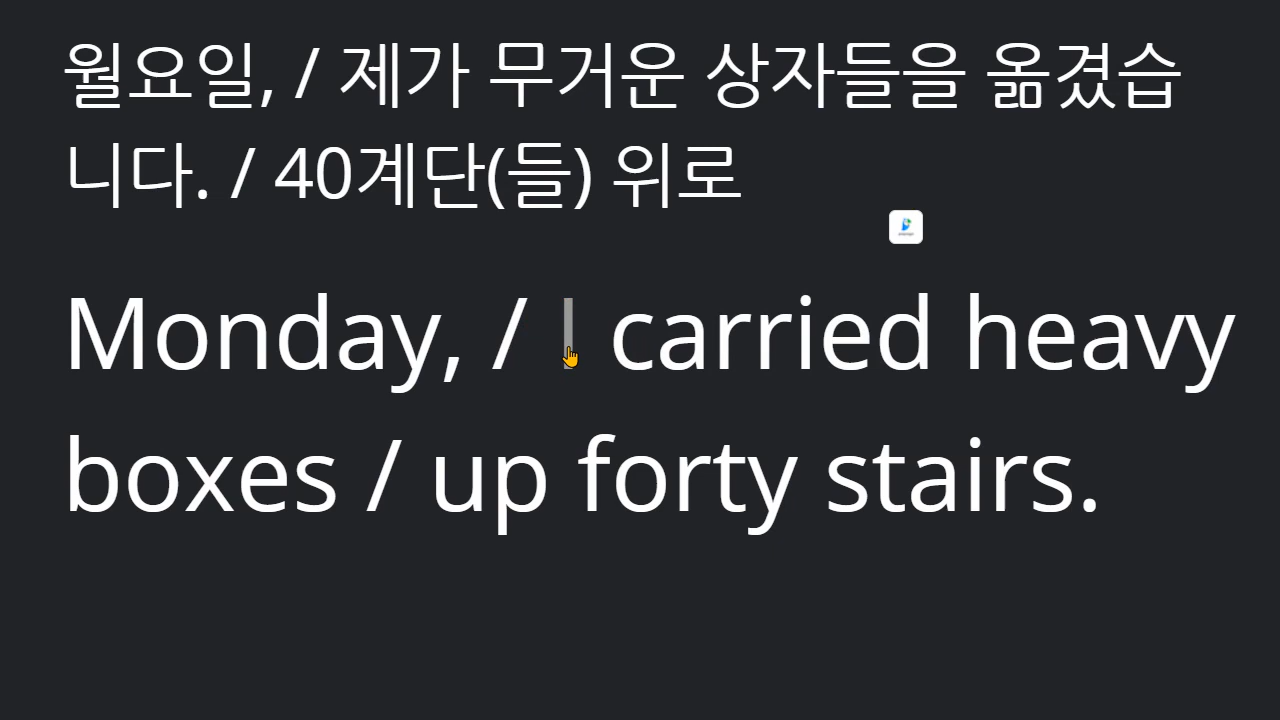 월요일, / 제가 무거운 상자들을 옮겼습
니다. / 40계단(들) 위로
Monday, / I carried heavy
boxes / up forty stairs.